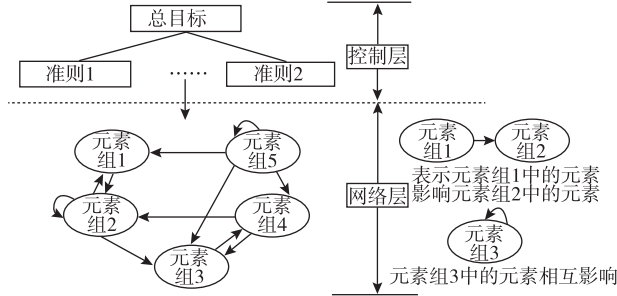 总目标
准则1
……
准则2
控制层
元素
组1
元素
组5
元素
组2
元素
组4
元素
组3
网络层
元素
组1
元素
组2
表示元素组1中的元素
影响元素组2中的元素
元素
组3
元素组3中的元素相互影响